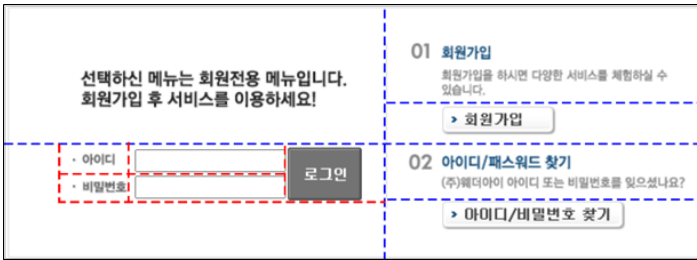 선택하신 메뉴는 회원전용 메뉴입니다.
회원가입 후 서비스를 이용하세요!
· 아이디
· 비밀번호
로그인
01 회원가입
회원가입을 하시면 다양한 서비스를 체험하실 수
있습니다.
› 회원가입
02 아이디/패스워드 찾기
(주)웨더아이 아이디 또는 비밀번호를 잊으셨나요?
› 아이디/비밀번호 찾기